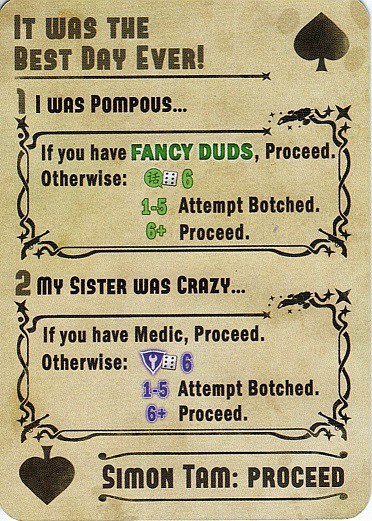 It was the
Best Day Ever!
1 I was Pompous...
If you have FANCY DUDS, Proceed.
Otherwise: 話 6
1-5 Attempt Botched.
6+ Proceed.
2 My Sister was Crazy...
If you have Medic, Proceed.
Otherwise: 6
1-5 Attempt Botched.
6+ Proceed.
Simon Tam: proceed